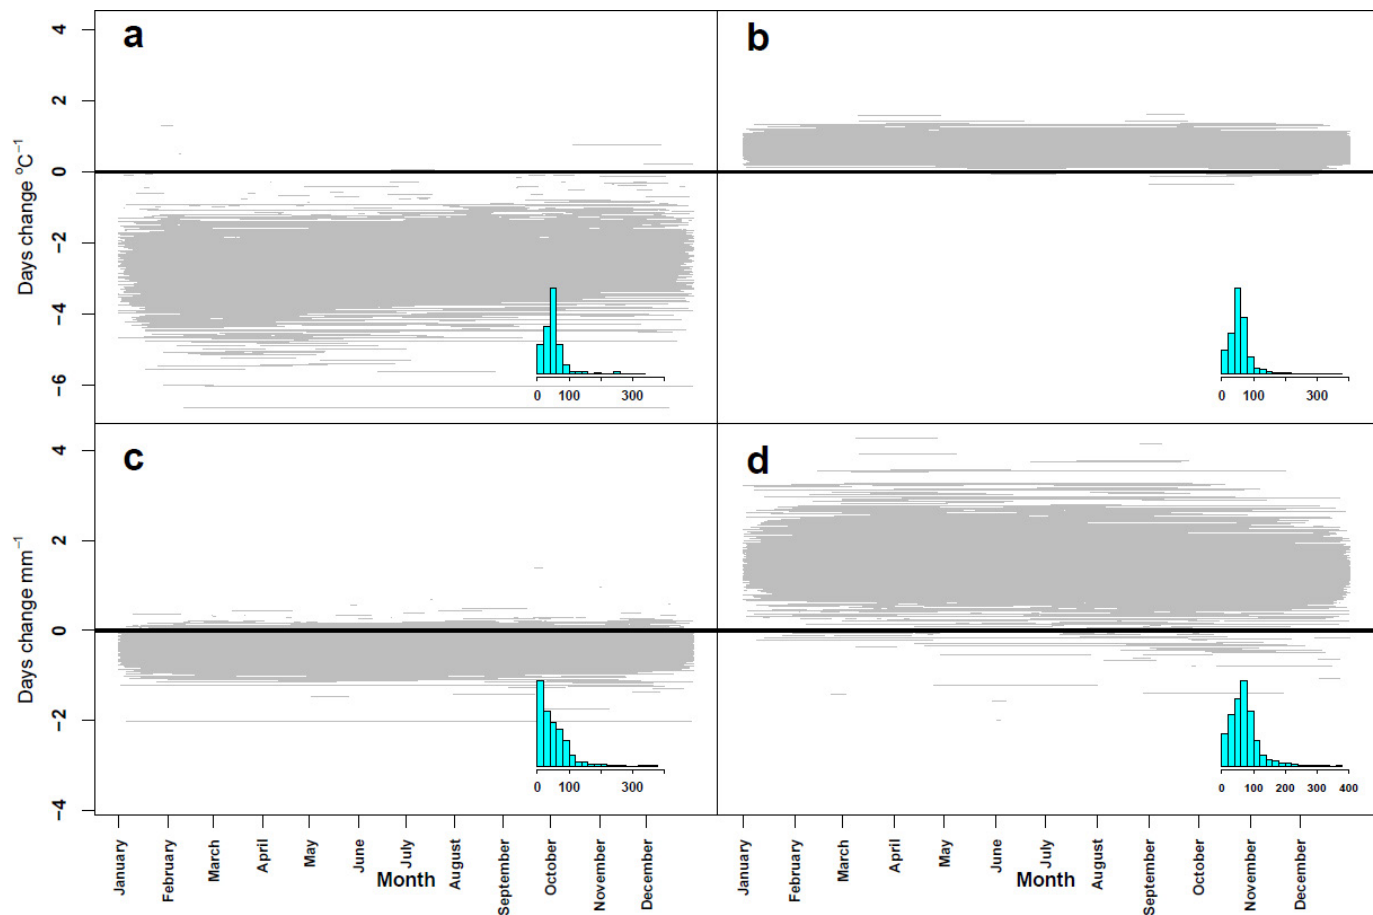 a
b
Days change ºC⁻¹
4
2
0
−2
−4
−6
0 100 300
0 100 300
c
d
Days change mm⁻¹
4
2
0
−2
−4
0 100 300
0 100 200 300 400
January February March April May June July August September October November December
January February March April May June July August September October November December
Month
Month